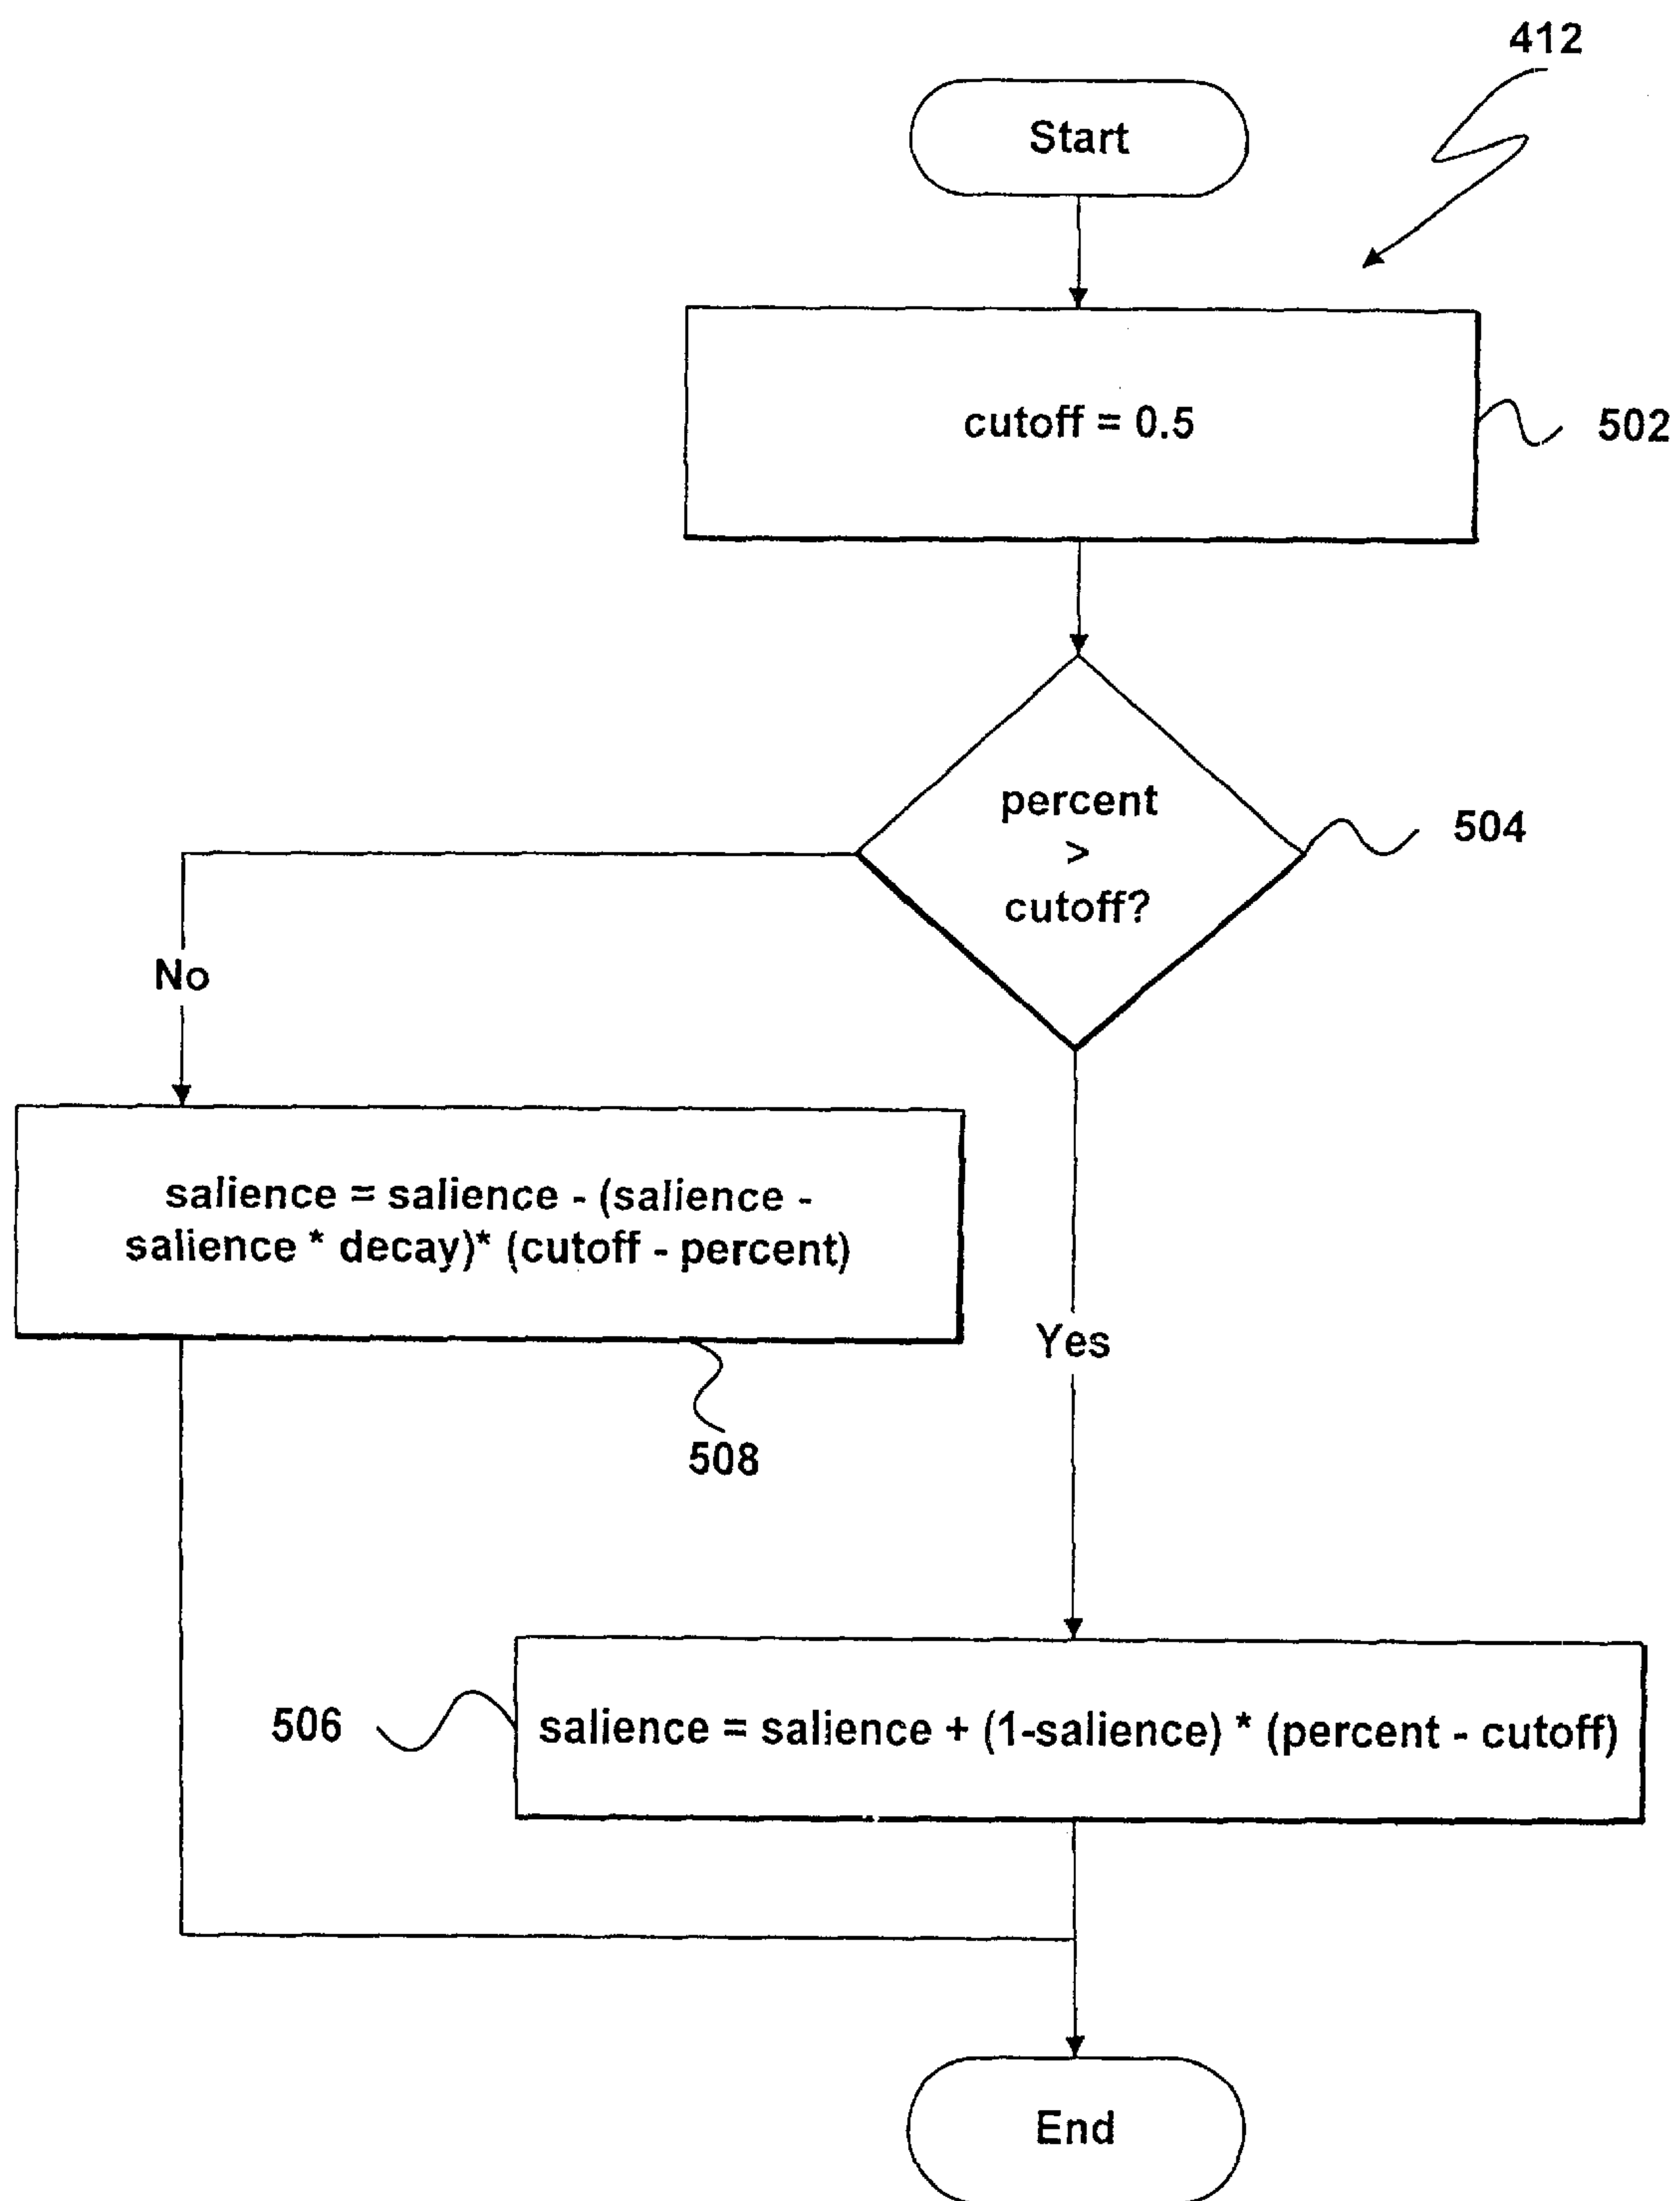 412
Start
cutoff = 0.5
502
percent
>
cutoff?
504
No
salience = salience - (salience -
salience * decay)* (cutoff - percent)
508
Yes
506
salience = salience + (1-salience) * (percent - cutoff)
End